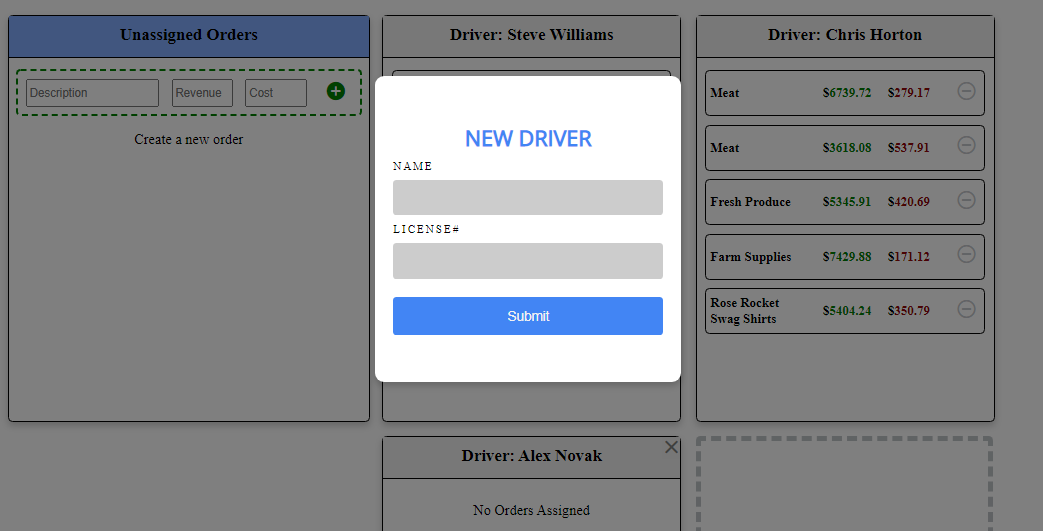 Unassigned Orders
Description
Revenue
Cost
Create a new order
Driver: Steve Williams
Driver: Chris Horton
Meat $6739.72 $279.17
Meat $3618.08 $537.91
Fresh Produce $5345.91 $420.69
Farm Supplies $7429.88 $171.12
Rose Rocket
Swag Shirts $5404.24 $350.79
NEW DRIVER
NAME
LICENSE#
Submit
Driver: Alex Novak
No Orders Assigned